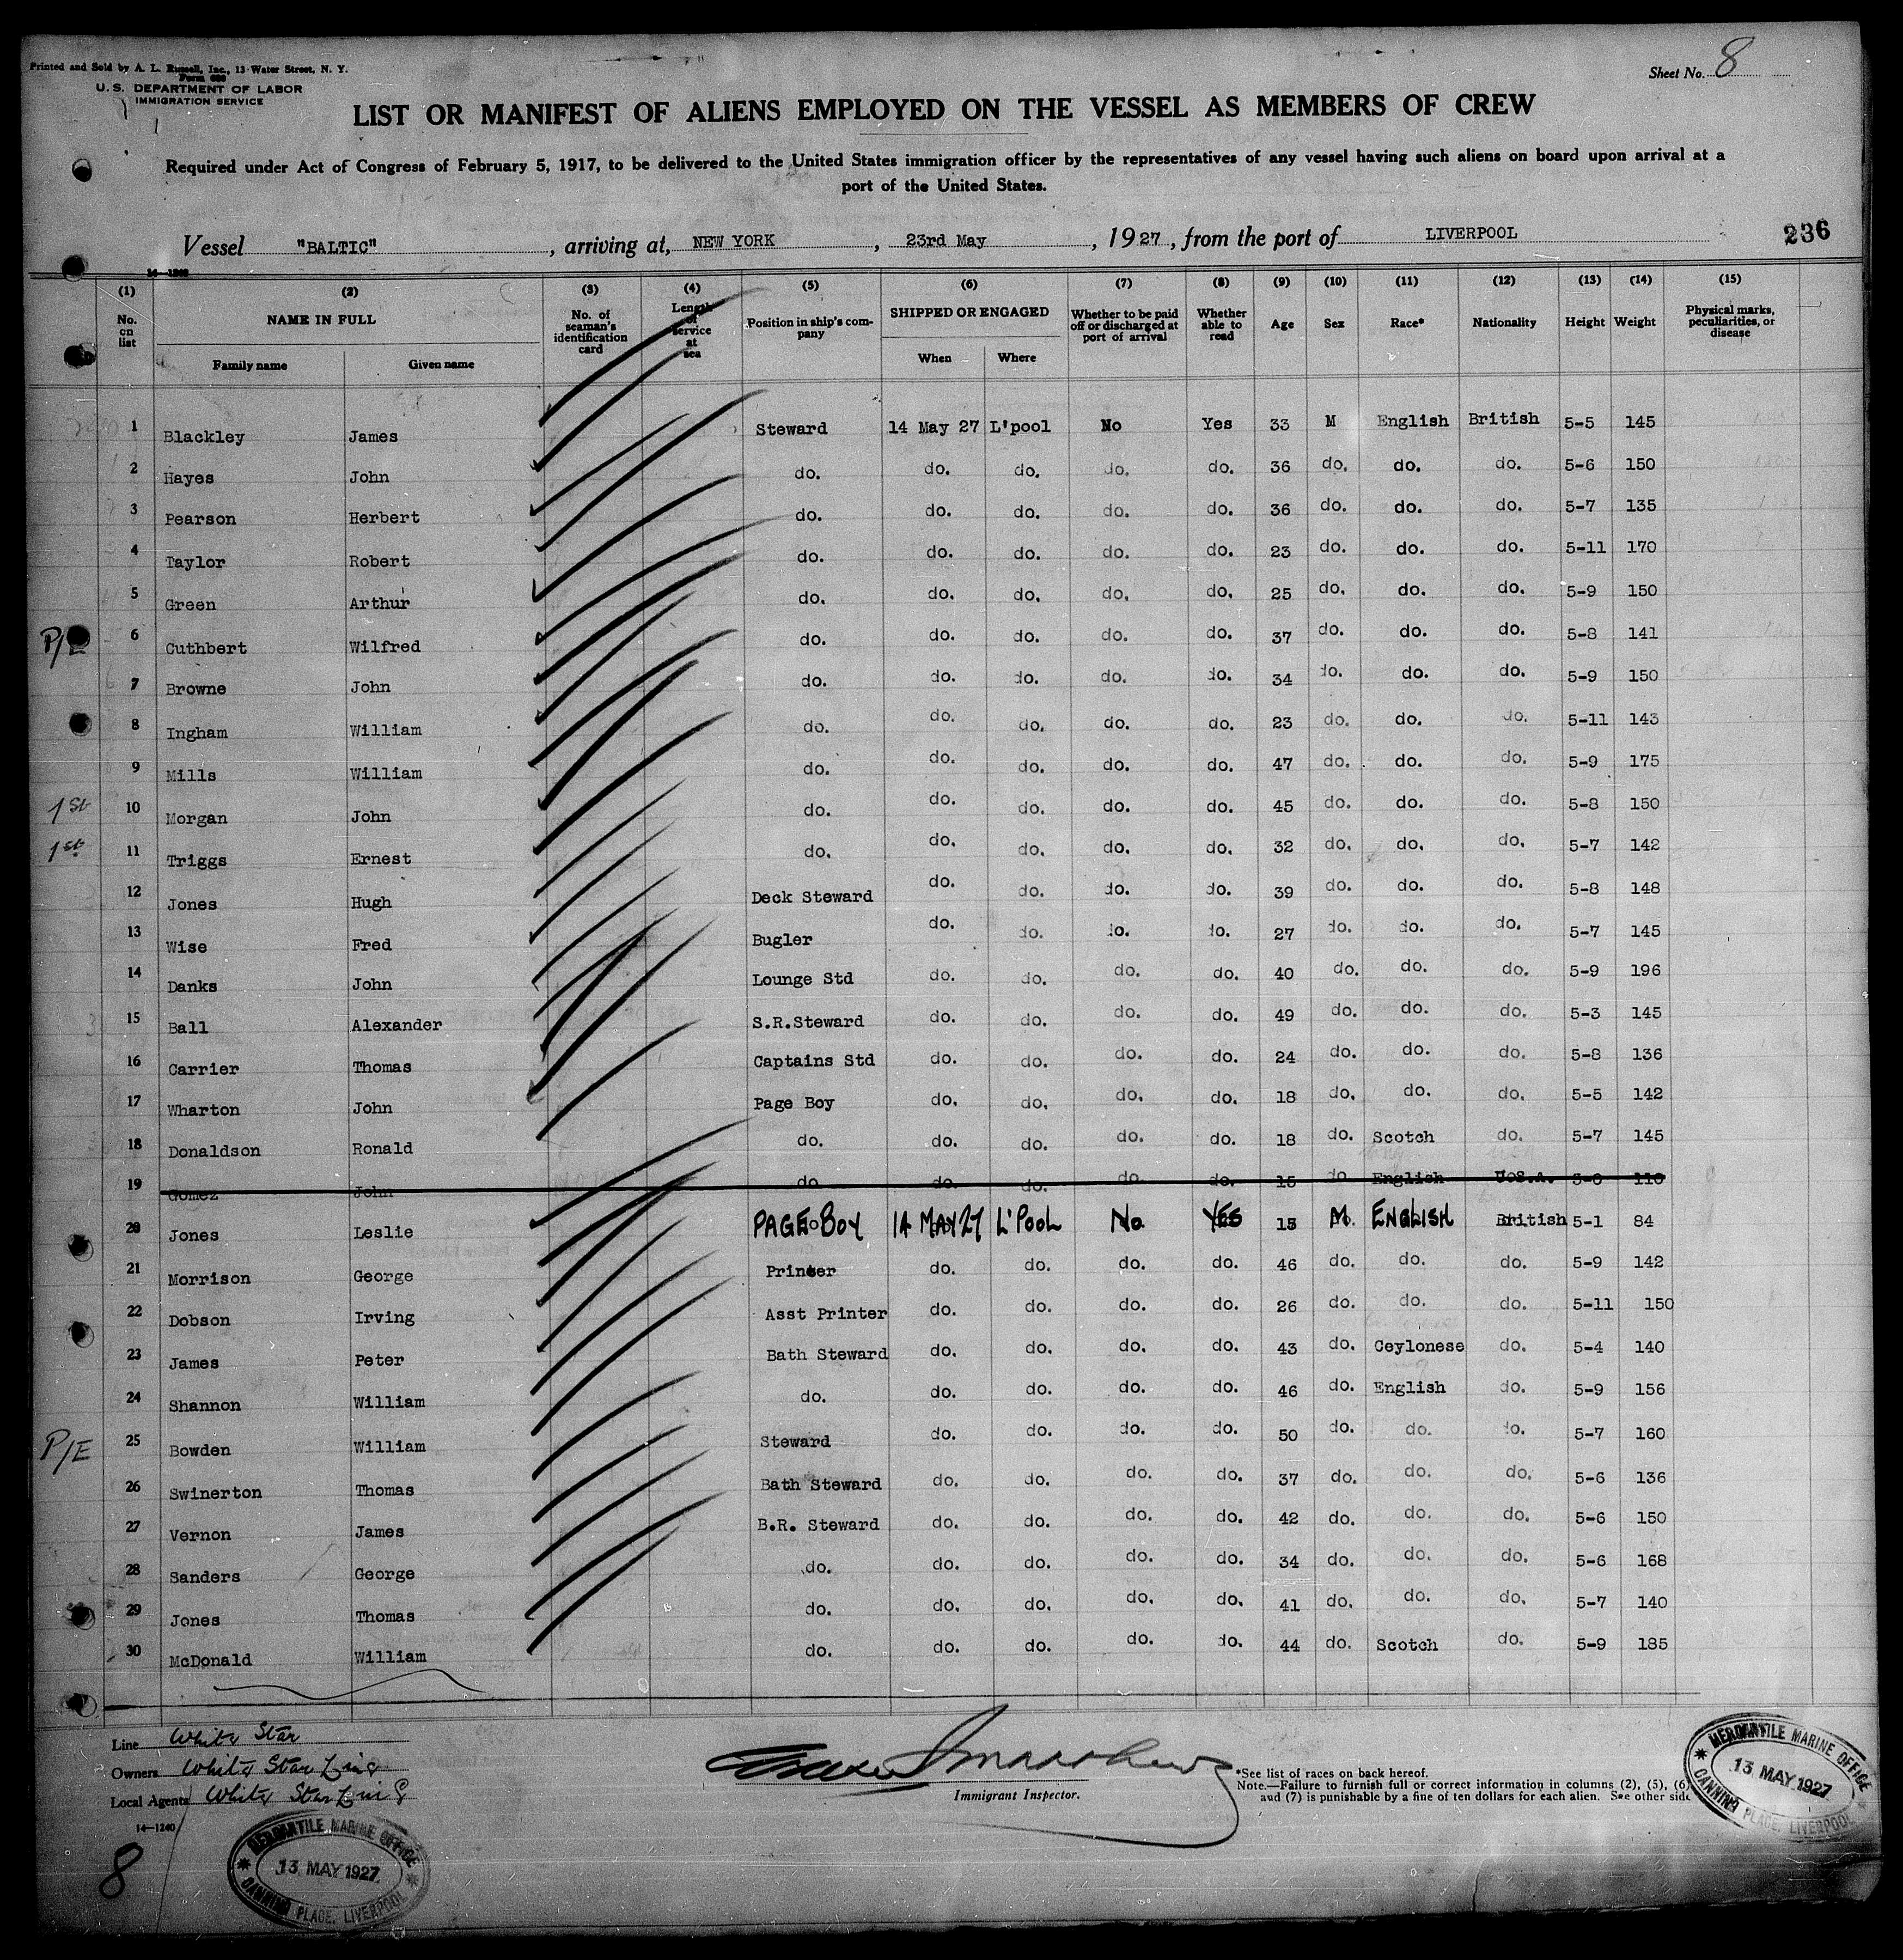 Printed and Sold by A. L. Russell, Inc., 13 Water Street, N. Y.
Form 680
U. S. DEPARTMENT OF LABOR
IMMIGRATION SERVICE
Sheet No. 8
LIST OR MANIFEST OF ALIENS EMPLOYED ON THE VESSEL AS MEMBERS OF CREW
Required under Act of Congress of February 5, 1917, to be delivered to the United States immigration officer by the representatives of any vessel having such aliens on board upon arrival at a
port of the United States.
Vessel "BALTIC", arriving at, NEW YORK, 23rd May, 1927, from the port of LIVERPOOL
236
14—1240
(1) (2) (3) (4) (5) (6) (7) (8) (9) (10) (11) (12) (13) (14) (15)
No. on list NAME IN FULL Family name Given name No. of seaman's identification card Length of service at sea Position in ship's company SHIPPED OR ENGAGED When Where Whether to be paid off or discharged at port of arrival Whether able to read Age Sex Race* Nationality Height Weight Physical marks, peculiarities, or disease
1 Blackley James Steward 14 May 27 L'pool No Yes 33 M English British 5-5 145
2 Hayes John do. do. do. do. do. 36 do. do. do. 5-6 150
3 Pearson Herbert do. do. do. do. do. 36 do. do. do. 5-7 135
4 Taylor Robert do. do. do. do. do. 23 do. do. do. 5-11 170
5 Green Arthur do. do. do. do. do. 25 do. do. do. 5-9 150
P/E 6 Cuthbert Wilfred do. do. do. do. do. 37 do. do. do. 5-8 141
7 Browne John do. do. do. do. do. 34 do. do. do. 5-9 150
8 Ingham William do. do. do. do. do. 23 do. do. do. 5-11 143
9 Mills William do. do. do. do. do. 47 do. do. do. 5-9 175
1st 10 Morgan John do. do. do. do. do. 45 do. do. do. 5-8 150
1st 11 Triggs Ernest do. do. do. do. do. 32 do. do. do. 5-7 142
12 Jones Hugh Deck Steward do. do. do. do. 39 do. do. do. 5-8 148
13 Wise Fred Bugler do. do. do. do. 27 do. do. do. 5-7 145
14 Danks John Lounge Std do. do. do. do. 40 do. do. do. 5-9 196
15 Ball Alexander S.R.Steward do. do. do. do. 49 do. do. do. 5-3 145
16 Carrier Thomas Captains Std do. do. do. do. 24 do. do. do. 5-8 136
17 Wharton John Page Boy do. do. do. do. 18 do. do. do. 5-5 142
18 Donaldson Ronald do. do. do. do. do. 18 do. Scotch do. 5-7 145
19 Gomez John do do. do. do. do. 15 do English U.S.A. 5-0 110
20 Jones Leslie PAGE BOY 14 MAY 27 L'POOL No YES 15 M. ENGLISH British 5-1 84
21 Morrison George Printer do. do. do. do. 46 do. do. do. 5-9 142
22 Dobson Irving Asst Printer do. do. do. do. 26 do. do. do. 5-11 150
23 James Peter Bath Steward do. do. do. do. 43 do. Ceylonese do. 5-4 140
24 Shannon William do. do. do. do. do. 46 do. English do. 5-9 156
P/E 25 Bowden William Steward do. do. do. do. 50 do. do. do. 5-7 160
26 Swinerton Thomas Bath Steward do. do. do. do. 37 do. do. do. 5-6 136
27 Vernon James B.R. Steward do. do. do. do. 42 do. do. do. 5-6 150
28 Sanders George do. do. do. do. do. 34 do. do. do. 5-6 168
29 Jones Thomas do. do. do. do. do. 41 do. do. do. 5-7 140
30 McDonald William do. do. do. do. do. 44 do. Scotch do. 5-9 185
Line White Star
Owners White Star Line
Local Agents White Star Line
14—1240
Immigrant Inspector.
*See list of races on back hereof.
Note.—Failure to furnish full or correct information in columns (2), (5), (6)
and (7) is punishable by a fine of ten dollars for each alien. See other side
MERCANTILE MARINE OFFICE
13 MAY 1927
CANNING PLACE, LIVERPOOL
8
MERCANTILE MARINE OFFICE
13 MAY 1927
CANNING PLACE, LIVERPOOL